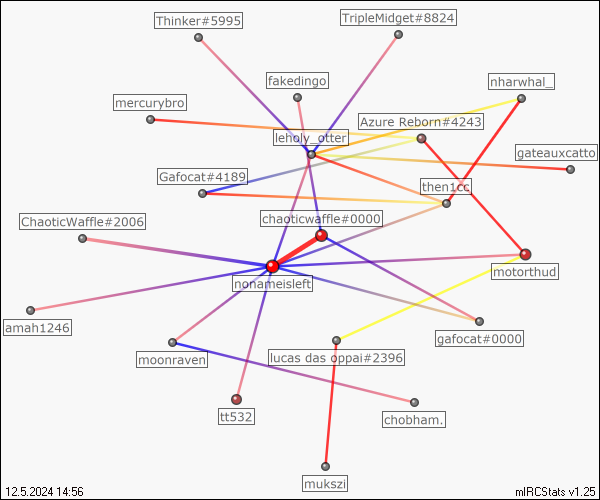 Thinker#5995
TripleMidget#8824
fakedingo
nharwhal_
mercurybro
Azure Reborn#4243
leholy_otter
gateauxcatto
Gafocat#4189
then1cc
ChaoticWaffle#2006
chaoticwaffle#0000
motorthud
nonameisleft
amah1246
gafocat#0000
moonraven
lucas das oppai#2396
tt532
chobham.
mukszi
12.5.2024 14:56
mIRCStats v1.25